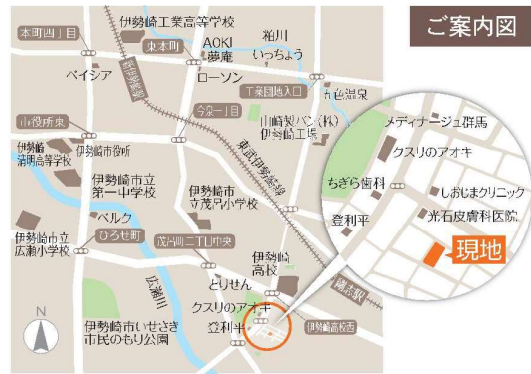 ご案内図
伊勢崎工業高等学校
本町四丁目
東本町
AOKI
夢庵
粕川
いっちょう
ベイシア
ローソン
工業団地入口
五色温泉
市役所東
今泉一丁目
山崎製パン(株)
伊勢崎工場
伊勢崎
清明高等学校
伊勢崎市役所
東武伊勢崎線
伊勢崎市立
第一中学校
伊勢崎市
立茂呂小学校
ベルク
伊勢崎市立
広瀬小学校
ひろせ町
茂呂町二丁目中央
伊勢崎
高校
とりせん
広瀬川
剛志駅
クスリのアオキ
登利平
伊勢崎高校西
伊勢崎市いせさき
市民のもり公園
N
メディナージュ群馬
クスリのアオキ
ちぎら歯科
しおじまクリニック
登利平
光石皮膚科医院
現地